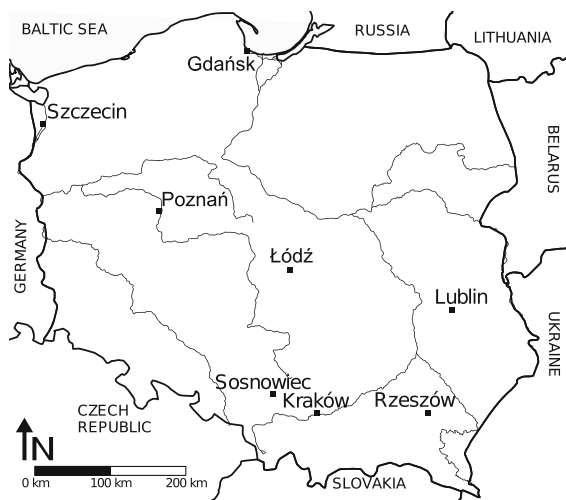 BALTIC SEA
RUSSIA
LITHUANIA
Gdańsk
Szczecin
BELARUS
Poznań
GERMANY
Łódź
Lublin
UKRAINE
Sosnowiec
Kraków
Rzeszów
CZECH
REPUBLIC
N
0 km 100 km 200 km
SLOVAKIA